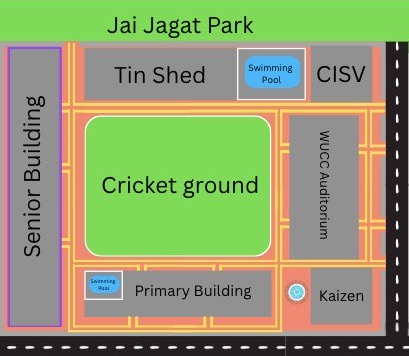 Jai Jagat Park
Senior Building
Tin Shed
Swimming
Pool
CISV
Cricket ground
WUCC Auditorium
Swimming
Pool
Primary Building
Kaizen